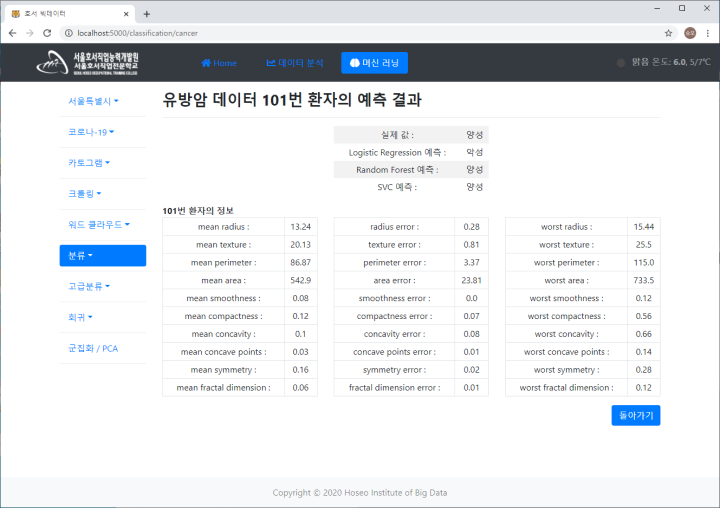 호서 빅데이터
localhost:5000/classification/cancer
서울호서직업능력개발원
서울호서직업전문학교
SEOUL HOSEO OCCUPATIONAL TRAINING COLLEGE
Home
데이터 분석
머신 러닝
맑음 온도: 6.0, 5/7℃
서울특별시
코로나-19
카토그램
크롤링
워드 클라우드
분류
고급분류
회귀
군집화 / PCA
유방암 데이터 101번 환자의 예측 결과
실제 값 : 양성
Logistic Regression 예측 : 악성
Random Forest 예측 : 양성
SVC 예측 : 양성
101번 환자의 정보
mean radius : 13.24 radius error : 0.28 worst radius : 15.44
mean texture : 20.13 texture error : 0.81 worst texture : 25.5
mean perimeter : 86.87 perimeter error : 3.37 worst perimeter : 115.0
mean area : 542.9 area error : 23.81 worst area : 733.5
mean smoothness : 0.08 smoothness error : 0.0 worst smoothness : 0.12
mean compactness : 0.12 compactness error : 0.07 worst compactness : 0.56
mean concavity : 0.1 concavity error : 0.08 worst concavity : 0.66
mean concave points : 0.03 concave points error : 0.01 worst concave points : 0.14
mean symmetry : 0.16 symmetry error : 0.02 worst symmetry : 0.28
mean fractal dimension : 0.06 fractal dimension error : 0.01 worst fractal dimension : 0.12
돌아가기
Copyright © 2020 Hoseo Institute of Big Data